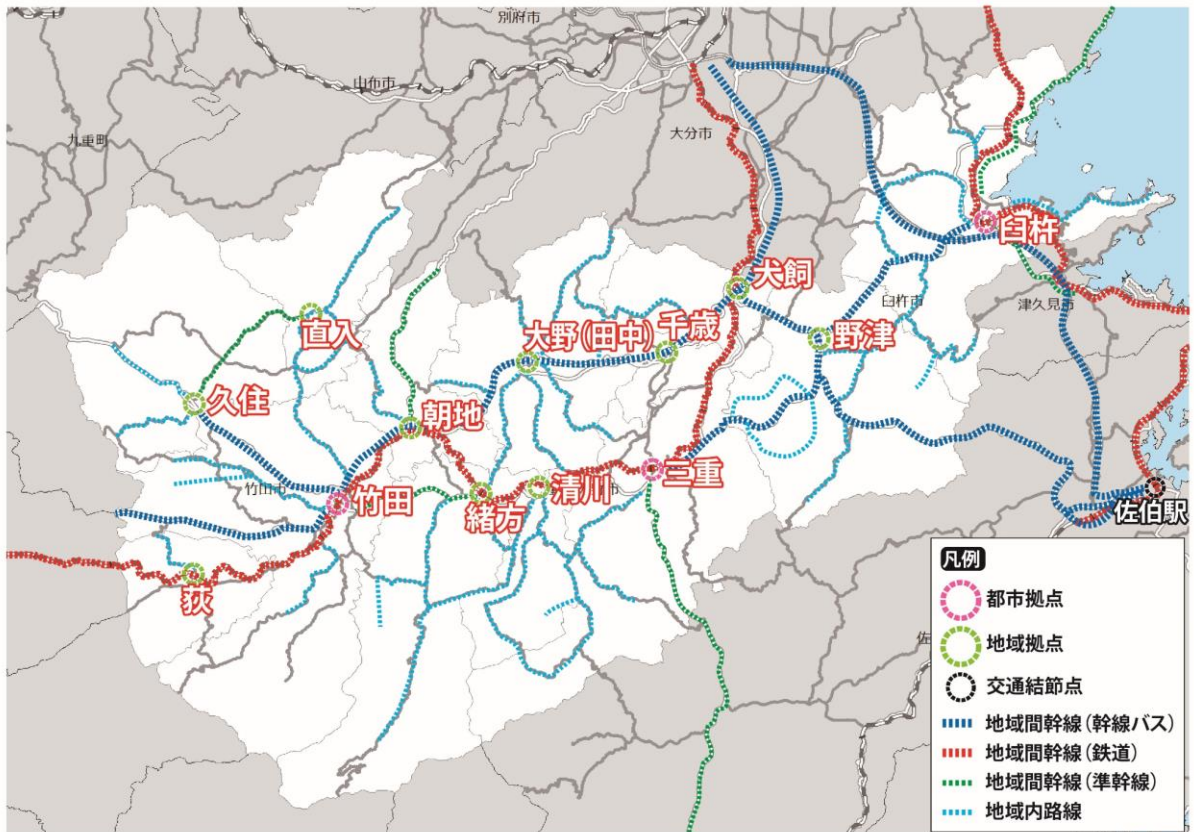 別府市
由布市
九重町
大分市
臼杵
犬飼
臼杵市
津久見市
直入
大野(田中)
千歳
野津
久住
朝地
三重
竹田市
竹田
緒方
清川
市
佐伯駅
荻
佐
凡例
都市拠点
地域拠点
交通結節点
地域間幹線(幹線バス)
地域間幹線(鉄道)
地域間幹線(準幹線)
地域内路線